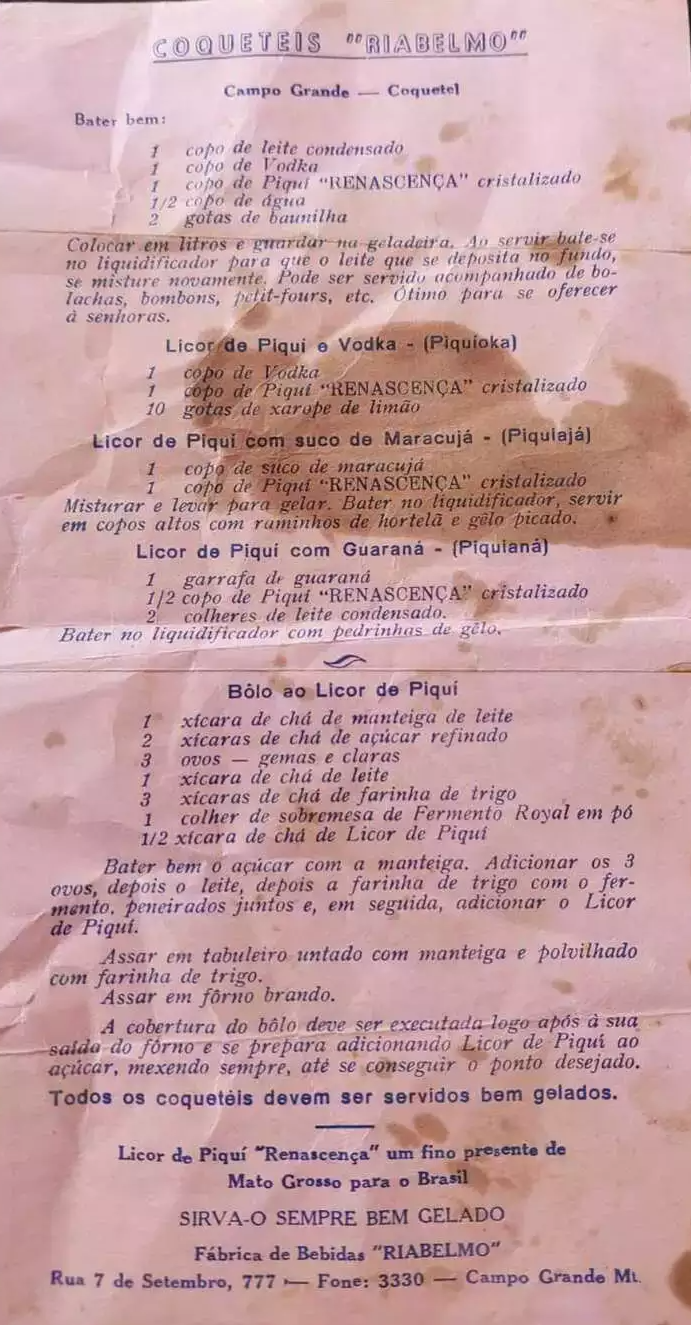 COQUETEIS "RIABELMO"
Campo Grande — Coquetel
Bater bem:
1 copo de leite condensado
1 copo de Vodka
1 copo de Piquí "RENASCENÇA" cristalizado
1/2 copo de água
2 gotas de baunilha
Colocar em litros e guardar na geladeira. Ao servir bate-se
no liquidificador para que o leite que se deposita no fundo,
se misture novamente. Pode ser servido acompanhado de bo-
lachas, bombons, petit-fours, etc. Ótimo para se oferecer
à senhoras.
Licor de Piqui e Vodka - (Piquioka)
1 copo de Vodka
1 copo de Piquí "RENASCENÇA" cristalizado
10 gotas de xarope de limão
Licor de Piquí com suco de Maracujá - (Piquiajá)
1 copo de suco de maracujá
1 copo de Piquí "RENASCENÇA" cristalizado
Misturar e levar para gelar. Bater no liquidificador, servir
em copos altos com raminhos de hortelã e gêlo picado.
Licor de Piquí com Guaraná - (Piquianá)
1 garrafa de guaraná
1/2 copo de Piquí "RENASCENÇA" cristalizado
2 colheres de leite condensado.
Bater no liquidificador com pedrinhas de gêlo.
Bôlo ao Licor de Piquí
1 xícara de chá de manteiga de leite
2 xícaras de chá de açúcar refinado
3 ovos — gemas e claras
1 xícara de chá de leite
3 xícaras de chá de farinha de trigo
1 colher de sobremesa de Fermento Royal em pó
1/2 xícara de chá de Licor de Piquí
Bater bem o açúcar com a manteiga. Adicionar os 3
ovos, depois o leite, depois a farinha de trigo com o fer-
mento, peneirados juntos e, em seguida, adicionar o Licor
de Piquí.
Assar em tabuleiro untado com manteiga e polvilhado
com farinha de trigo.
Assar em fôrno brando.
A cobertura do bôlo deve ser executada logo após à sua
saída do fôrno e se prepara adicionando Licor de Piquí ao
açúcar, mexendo sempre, até se conseguir o ponto desejado.
Todos os coquetéis devem ser servidos bem gelados.
Licor de Piquí "Renascença" um fino presente de
Mato Grosso para o Brasil
SIRVA-O SEMPRE BEM GELADO
Fábrica de Bebidas "RIABELMO"
Rua 7 de Setembro, 777 — Fone: 3330 — Campo Grande Mt.